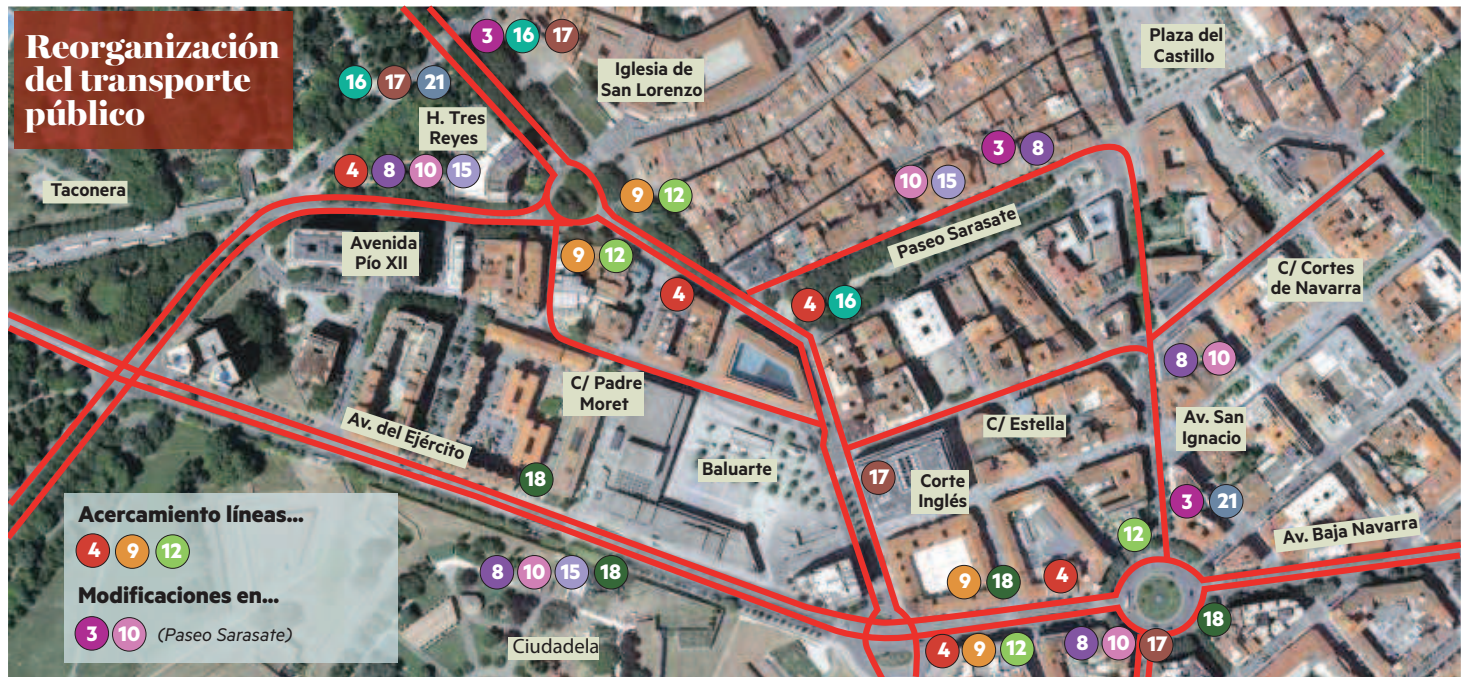 Reorganización
del transporte
público
3 16 17
Iglesia de
San Lorenzo
Plaza del
Castillo
16 17 21
H. Tres
Reyes
4 8 10 15
Taconera
3 8
10 15
9 12
Paseo Sarasate
Avenida
Pío XII
9 12
4
4 16
C/ Cortes
de Navarra
8 10
C/ Padre
Moret
C/ Estella
Av. San
Ignacio
Av. del Ejército
18
Baluarte
17
Corte
Inglés
3 21
12
Av. Baja Navarra
Acercamiento líneas...
4 9 12
Modificaciones en...
3 10 (Paseo Sarasate)
8 10 15 18
Ciudadela
9 18
4
18
4 9 12
8 10 17